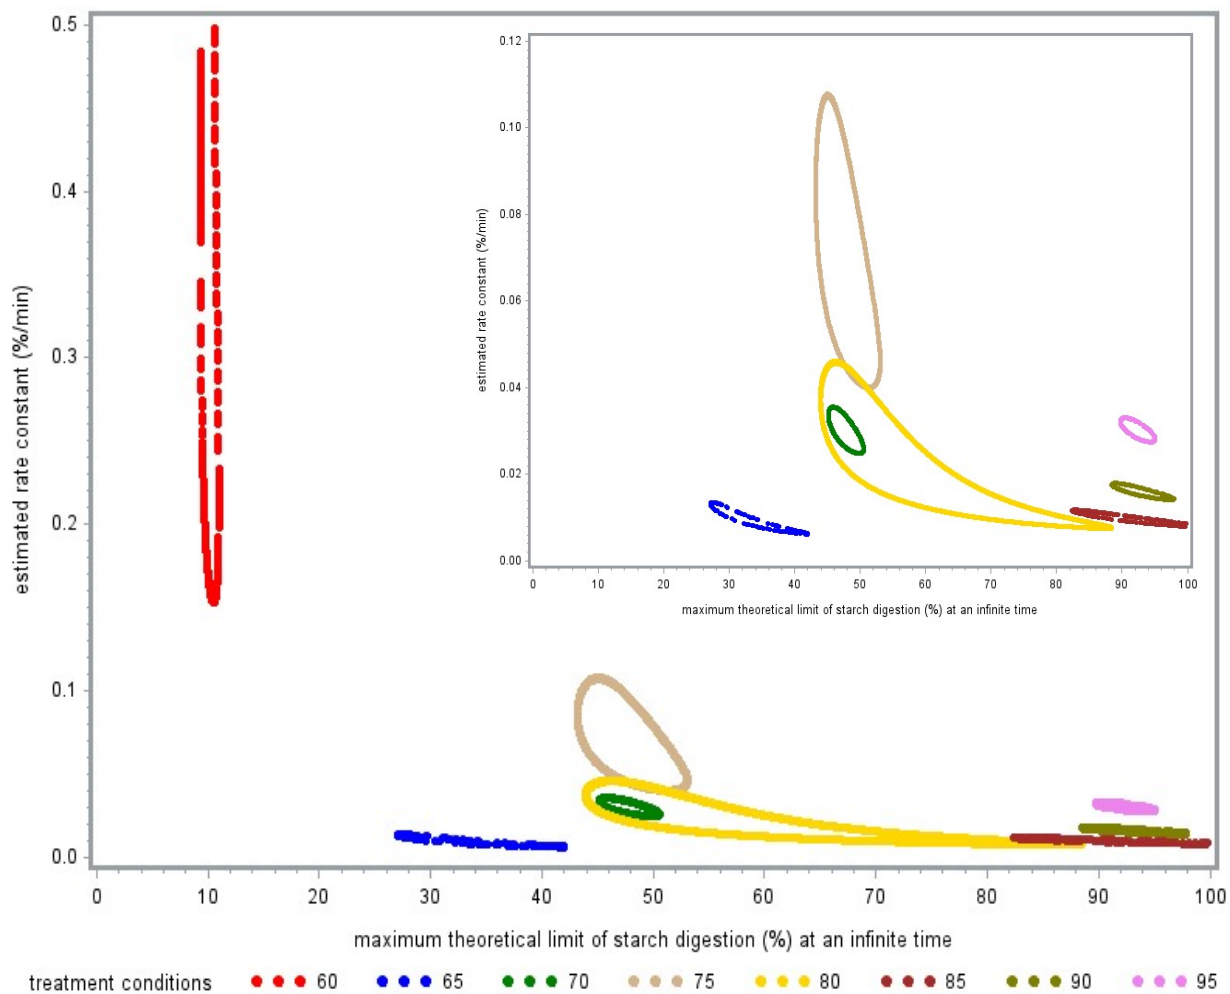 0.5
0.4
0.3
0.2
0.1
0.0
estimated rate constant (%/min)
0 10 20 30 40 50 60 70 80 90 100
maximum theoretical limit of starch digestion (%) at an infinite time
0.12
0.10
0.08
0.06
0.04
0.02
0.00
estimated rate constant (%/min)
0 10 20 30 40 50 60 70 80 90 100
maximum theoretical limit of starch digestion (%) at an infinite time
treatment conditions 60 65 70 75 80 85 90 95